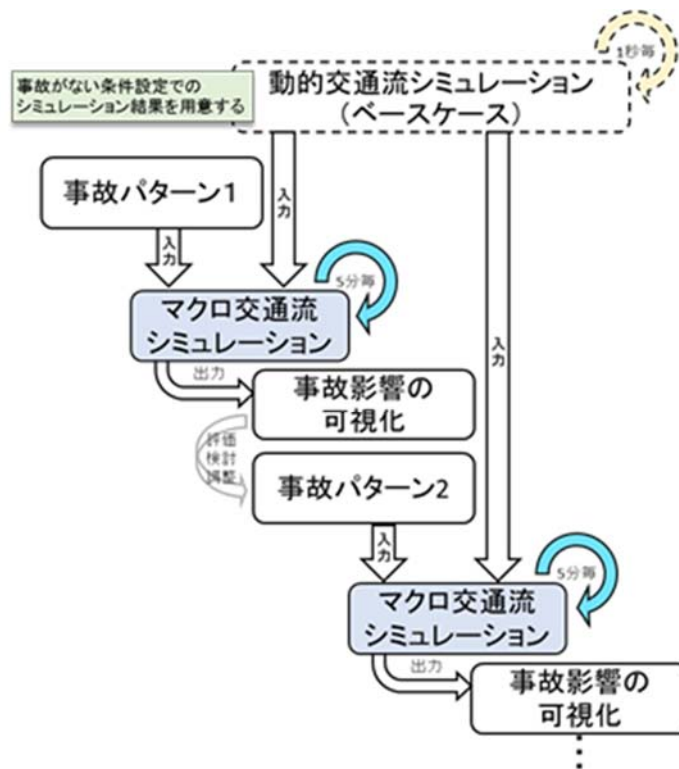 1秒毎
事故がない条件設定での
シミュレーション結果を用意する
動的交通流シミュレーション
(ベースケース)
事故パターン1
入力
入力
入力
5分毎
マクロ交通流
シミュレーション
出力
事故影響の
可視化
評価
検討
調整
事故パターン2
入力
5分毎
マクロ交通流
シミュレーション
出力
事故影響の
可視化